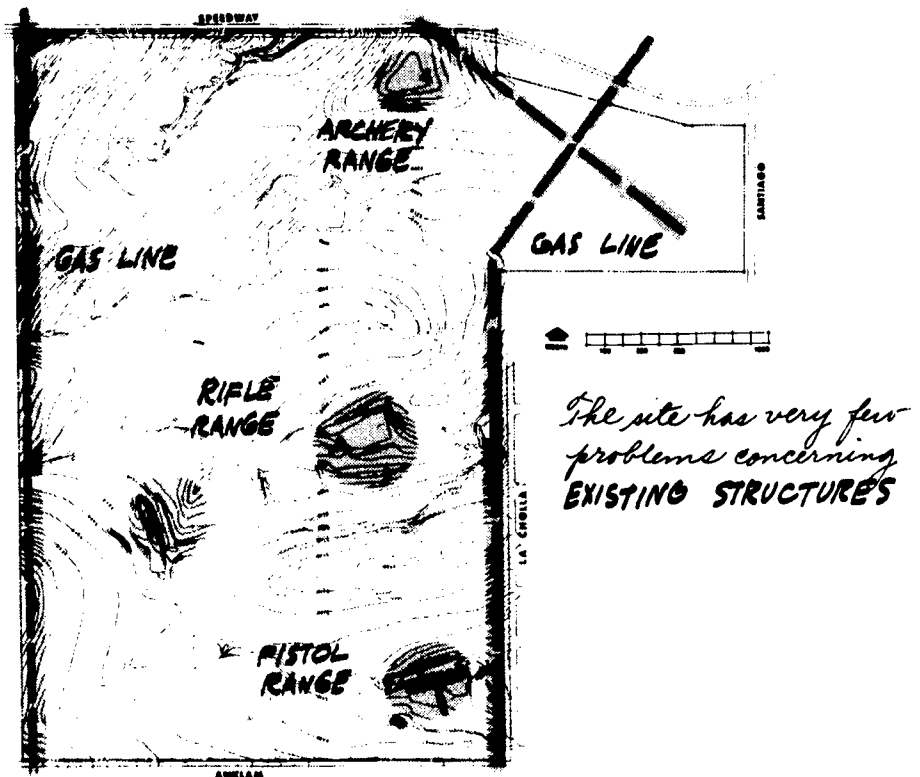 SPEEDWAY
ARCHERY
RANGE
SANTIAGO
GAS LINE
GAS LINE
RIFLE
RANGE
The site has very few
problems concerning
EXISTING STRUCTURES
LA CHOLLA
PISTOL
RANGE
ANKLAM